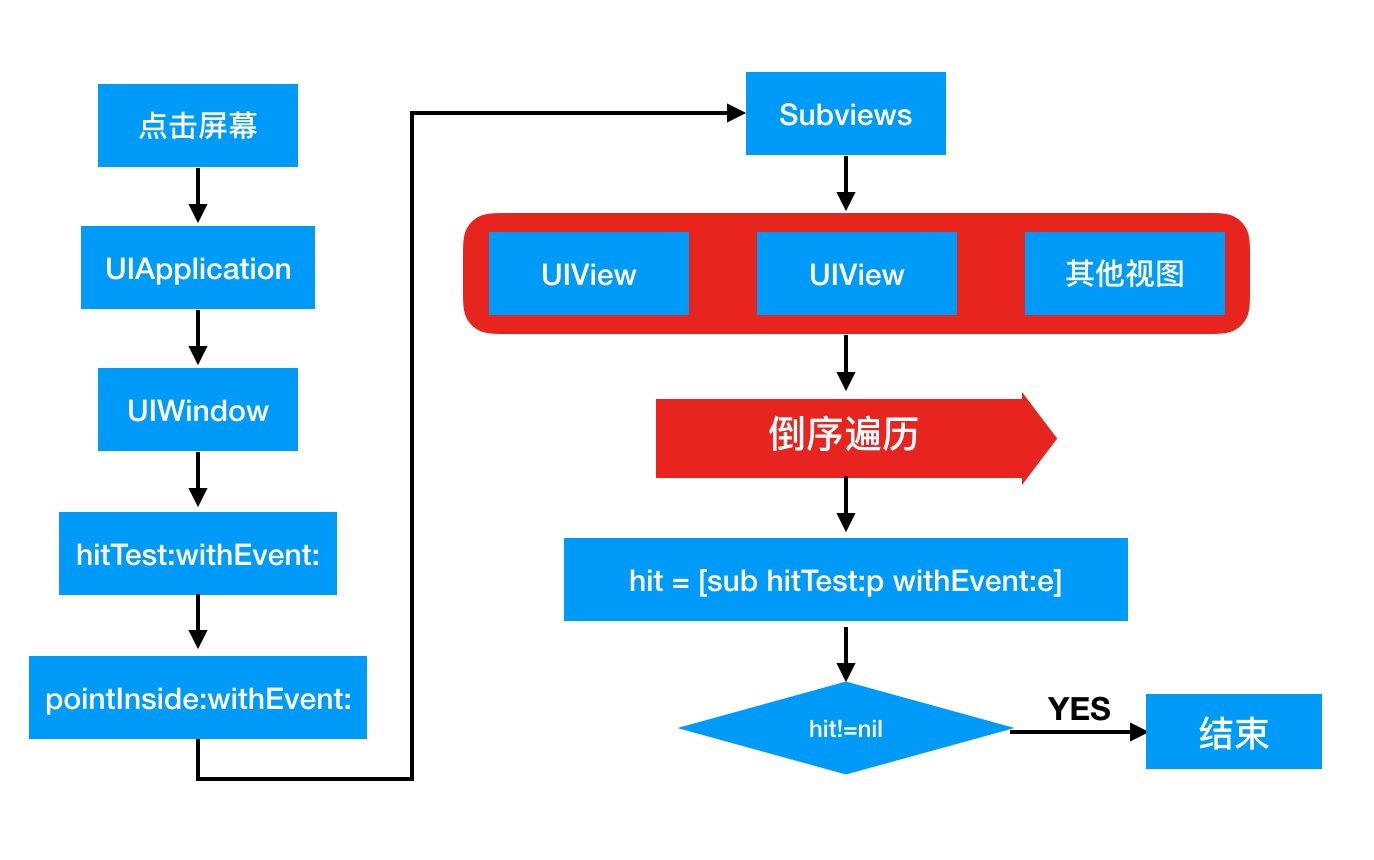 点击屏幕
UIApplication
UIWindow
hitTest:withEvent:
pointInside:withEvent:
Subviews
UIView
UIView
其他视图
倒序遍历
hit = [sub hitTest:p withEvent:e]
hit!=nil
YES
结束